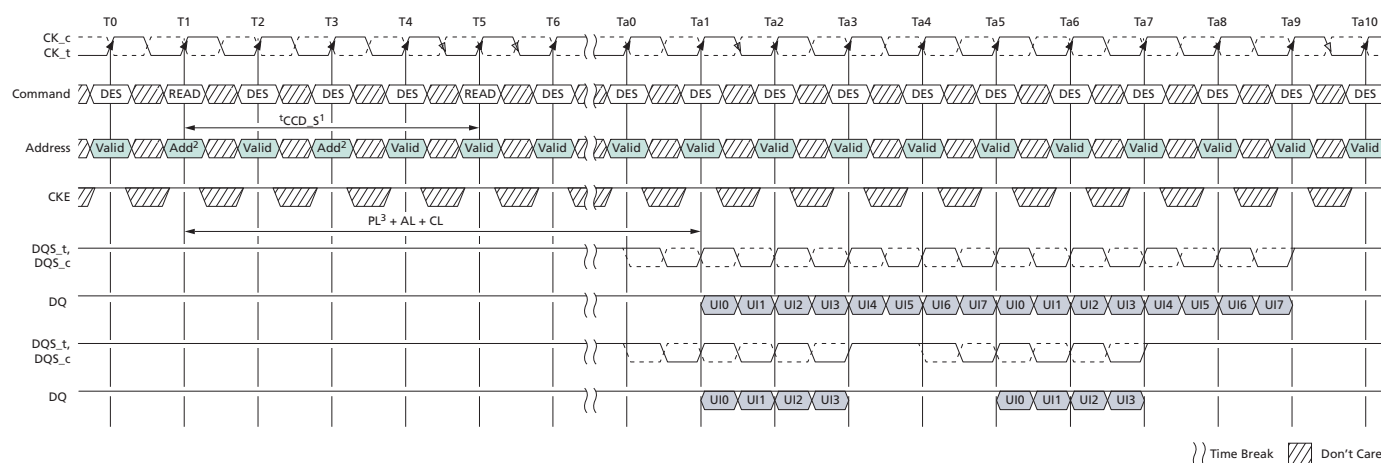 T0 T1 T2 T3 T4 T5 T6 Ta0 Ta1 Ta2 Ta3 Ta4 Ta5 Ta6 Ta7 Ta8 Ta9 Ta10
CK_c
CK_t
Command DES READ DES DES DES READ DES DES DES DES DES DES DES DES DES DES DES DES
tCCD_S1
Address Valid Add2 Valid Add2 Valid Valid Valid Valid Valid Valid Valid Valid Valid Valid Valid Valid Valid Valid
CKE
PL3 + AL + CL
DQS_t,
DQS_c
DQ UI0 UI1 UI2 UI3 UI4 UI5 UI6 UI7 UI0 UI1 UI2 UI3 UI4 UI5 UI6 UI7
DQS_t,
DQS_c
DQ UI0 UI1 UI2 UI3 UI0 UI1 UI2 UI3
Time Break Don't Care